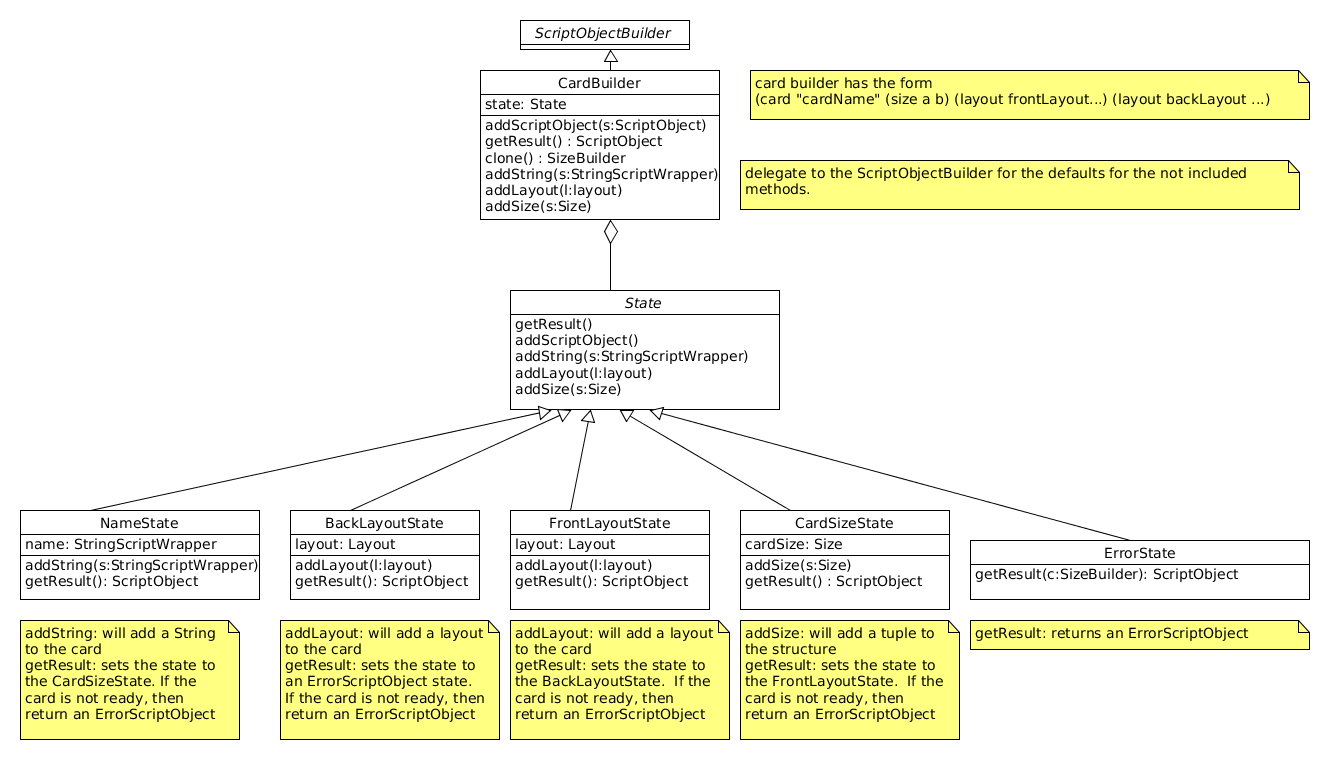 ScriptObjectBuilder
CardBuilder
state: State
addScriptObject(s:ScriptObject)
getResult() : ScriptObject
clone() : SizeBuilder
addString(s:StringScriptWrapper)
addLayout(l:layout)
addSize(s:Size)
card builder has the form
(card "cardName" (size a b) (layout frontLayout...) (layout backLayout ...)
delegate to the ScriptObjectBuilder for the defaults for the not included
methods.
State
getResult()
addScriptObject()
addString(s:StringScriptWrapper)
addLayout(l:layout)
addSize(s:Size)
NameState
name: StringScriptWrapper
addString(s:StringScriptWrapper)
getResult(): ScriptObject
BackLayoutState
layout: Layout
addLayout(l:layout)
getResult(): ScriptObject
FrontLayoutState
layout: Layout
addLayout(l:layout)
getResult(): ScriptObject
CardSizeState
cardSize: Size
addSize(s:Size)
getResult() : ScriptObject
ErrorState
getResult(c:SizeBuilder): ScriptObject
addString: will add a String
to the card
getResult: sets the state to
the CardSizeState. If the
card is not ready, then
return an ErrorScriptObject
addLayout: will add a layout
to the card
getResult: sets the state to
an ErrorScriptObject state.
If the card is not ready, then
return an ErrorScriptObject
addLayout: will add a layout
to the card
getResult: sets the state to
the BackLayoutState.  If the
card is not ready, then
return an ErrorScriptObject
addSize: will add a tuple to
the structure
getResult: sets the state to
the FrontLayoutState.  If the
card is not ready, then
return an ErrorScriptObject
getResult: returns an ErrorScriptObject